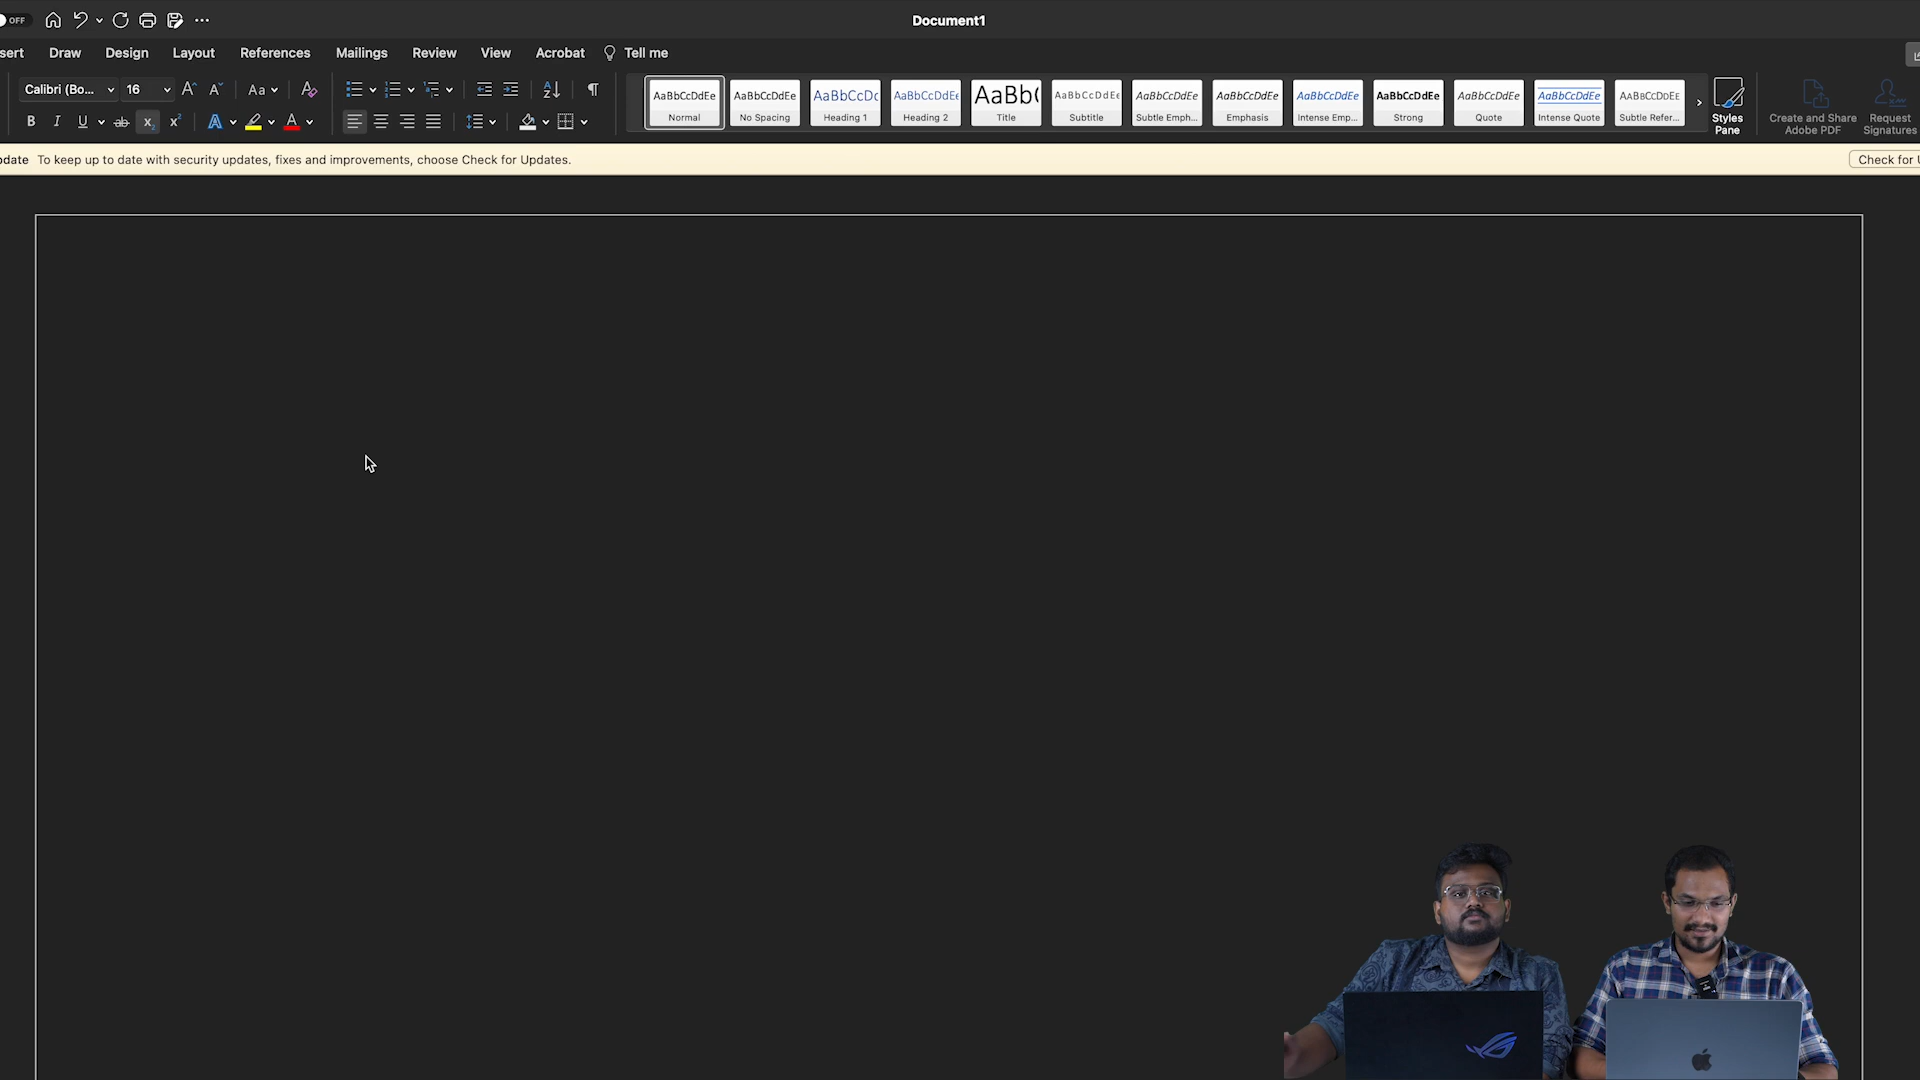 OFF
Document1
sert Draw Design Layout References Mailings Review View Acrobat Tell me
Calibri (Bo... 16 Aa
B I U ab x₂ x² A A
AaBbCcDdEe AaBbCcDdEe AaBbCcDc AaBbCcDdEe AaBb( AaBbCcDdEe AaBbCcDdEe AaBbCcDdEe AaBbCcDdEe AaBbCcDdEe AaBbCcDdEe AaBbCcDdEe AaBbCcDdEe
Normal No Spacing Heading 1 Heading 2 Title Subtitle Subtle Emph... Emphasis Intense Emp... Strong Quote Intense Quote Subtle Refer...
Styles
Pane
Create and Share
Adobe PDF
Request
Signatures
pdate To keep up to date with security updates, fixes and improvements, choose Check for Updates.
Check for U